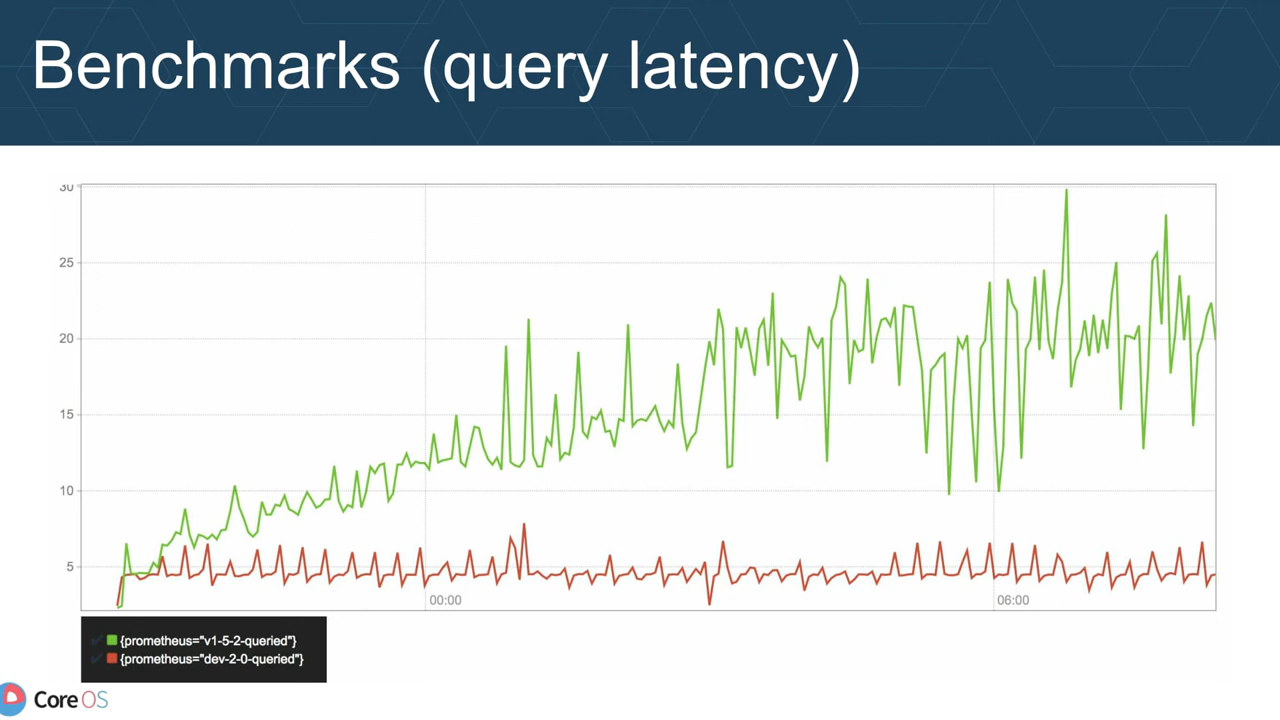 Benchmarks (query latency)
30
25
20
15
10
5
00:00
06:00
{prometheus="v1-5-2-queried"}
{prometheus="dev-2-0-queried"}
CoreOS